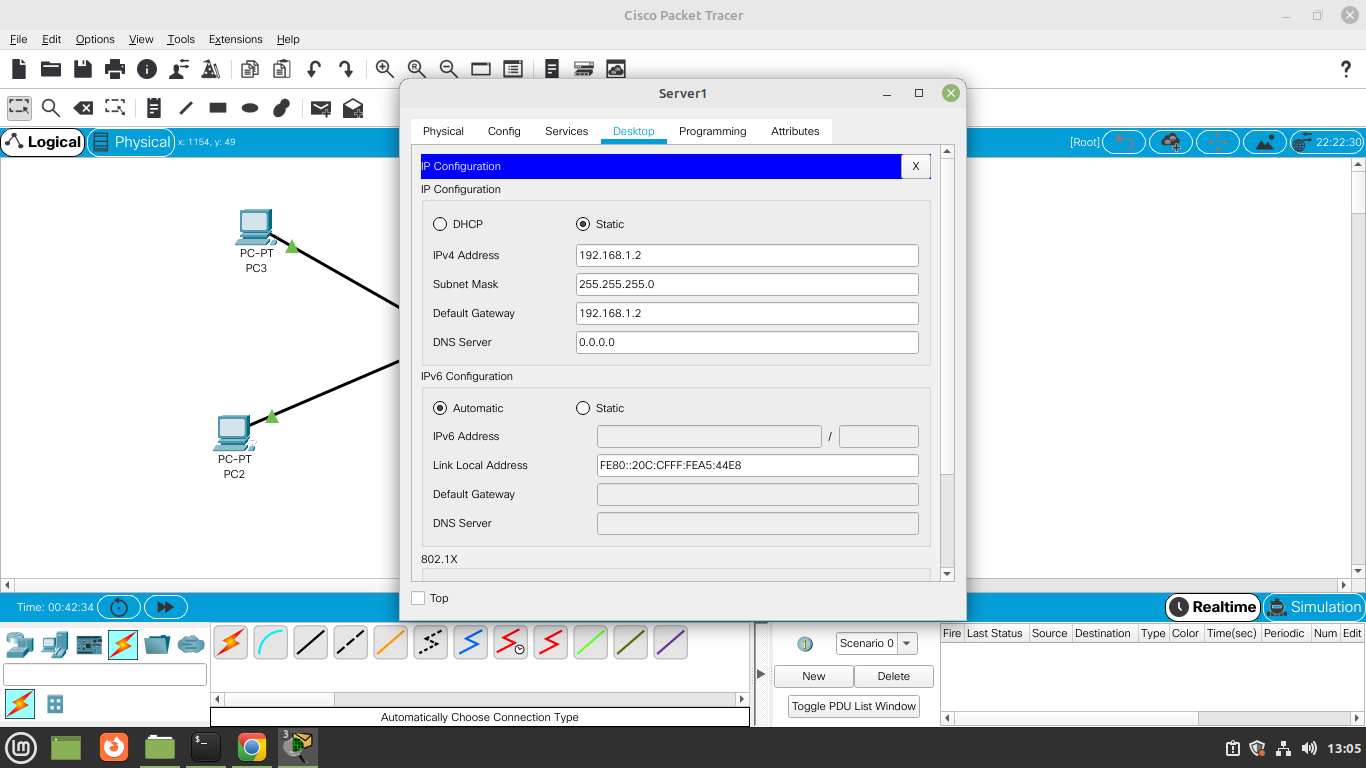 Cisco Packet Tracer
File Edit Options View Tools Extensions Help
?
Server1
Physical Config Services Desktop Programming Attributes
Logical Physical x: 1154, y: 49
[Root] 22:22:30
IP Configuration X
IP Configuration
DHCP Static
IPv4 Address 192.168.1.2
Subnet Mask 255.255.255.0
Default Gateway 192.168.1.2
DNS Server 0.0.0.0
IPv6 Configuration
Automatic Static
IPv6 Address /
Link Local Address FE80::20C:CFFF:FEA5:44E8
Default Gateway
DNS Server
802.1X
Top
PC-PT
PC3
PC-PT
PC2
Time: 00:42:34
Realtime Simulation
1 Scenario 0
New Delete
Toggle PDU List Window
Fire Last Status Source Destination Type Color Time(sec) Periodic Num Edit
Automatically Choose Connection Type
3
13:05